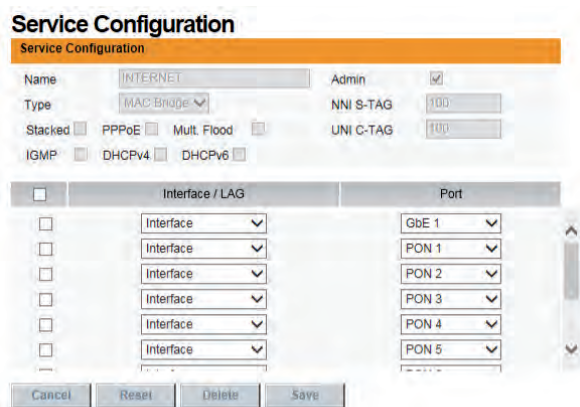 Service Configuration
Service Configuration
Name INTERNET Admin
Type MAC Bridge NNI S-TAG 100
Stacked PPPoE Mult. Flood UNI C-TAG 100
IGMP DHCPv4 DHCPv6
Interface / LAG Port
Interface GbE 1
Interface PON 1
Interface PON 2
Interface PON 3
Interface PON 4
Interface PON 5
Cancel Reset Delete Save